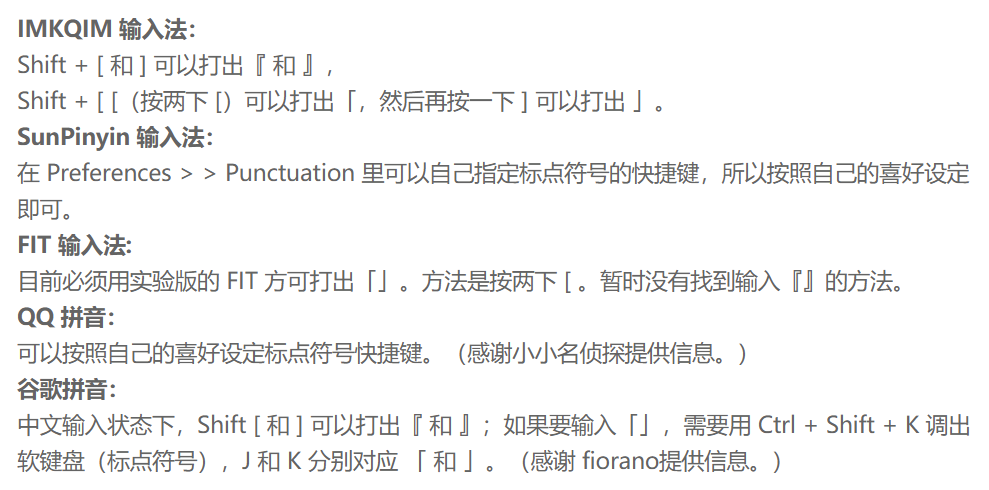 IMKQIM 输入法：
Shift + [ 和 ] 可以打出『 和 』，
Shift + [ [（按两下 [）可以打出「，然后再按一下 ] 可以打出 」。
SunPinyin 输入法：
在 Preferences > > Punctuation 里可以自己指定标点符号的快捷键，所以按照自己的喜好设定
即可。
FIT 输入法:
目前必须用实验版的 FIT 方可打出「」。方法是按两下 [ 。暂时没有找到输入『』的方法。
QQ 拼音：
可以按照自己的喜好设定标点符号快捷键。（感谢小小名侦探提供信息。）
谷歌拼音：
中文输入状态下，Shift [ 和 ] 可以打出『 和 』；如果要输入「」，需要用 Ctrl + Shift + K 调出
软键盘（标点符号），J 和 K 分别对应 「 和 」。（感谢 fiorano提供信息。）